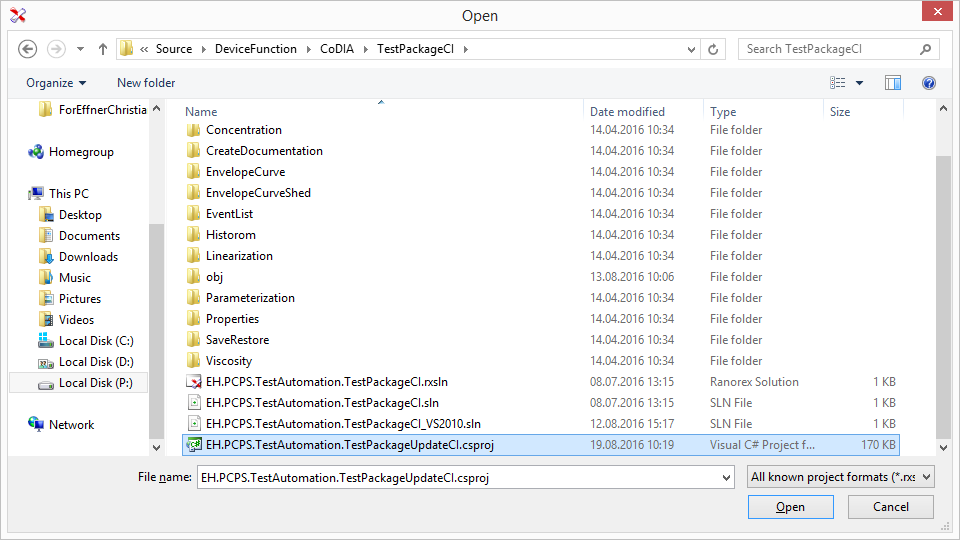 Open
« Source DeviceFunction CoDIA TestPackageCI
Search TestPackageCI
Organize New folder
ForEffnerChristia
Homegroup
This PC
Desktop
Documents
Downloads
Music
Pictures
Videos
Local Disk (C:)
Local Disk (D:)
Local Disk (P:)
Network
Name Date modified Type Size
Concentration 14.04.2016 10:34 File folder
CreateDocumentation 14.04.2016 10:34 File folder
EnvelopeCurve 14.04.2016 10:34 File folder
EnvelopeCurveShed 14.04.2016 10:34 File folder
EventList 14.04.2016 10:34 File folder
Historom 14.04.2016 10:34 File folder
Linearization 14.04.2016 10:34 File folder
obj 13.08.2016 10:06 File folder
Parameterization 14.04.2016 10:34 File folder
Properties 14.04.2016 10:34 File folder
SaveRestore 14.04.2016 10:34 File folder
Viscosity 14.04.2016 10:34 File folder
EH.PCPS.TestAutomation.TestPackageCI.rxsln 08.07.2016 13:15 Ranorex Solution 1 KB
EH.PCPS.TestAutomation.TestPackageCI.sln 08.07.2016 13:15 SLN File 1 KB
EH.PCPS.TestAutomation.TestPackageCI_VS2010.sln 12.08.2016 15:17 SLN File 1 KB
EH.PCPS.TestAutomation.TestPackageUpdateCI.csproj 19.08.2016 10:19 Visual C# Project f... 170 KB
File name: EH.PCPS.TestAutomation.TestPackageUpdateCI.csproj
All known project formats (*.rxs
Open Cancel